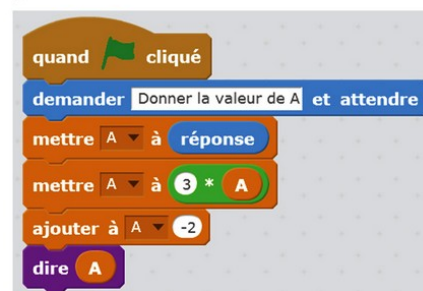 quand cliqué
demander Donner la valeur de A et attendre
mettre A à réponse
mettre A à 3 * A
ajouter à A -2
dire A